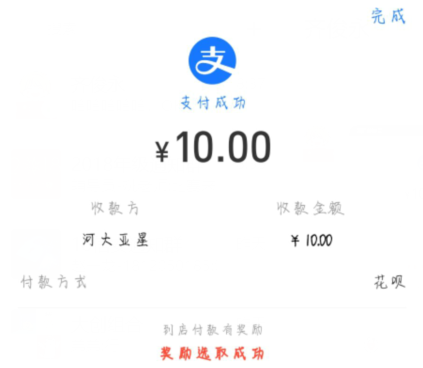 完成
支
支付成功
¥10.00
收款方 收款金额
河大亚星 ¥ 10.00
付款方式 花呗
到店付款有奖励
奖励选取成功